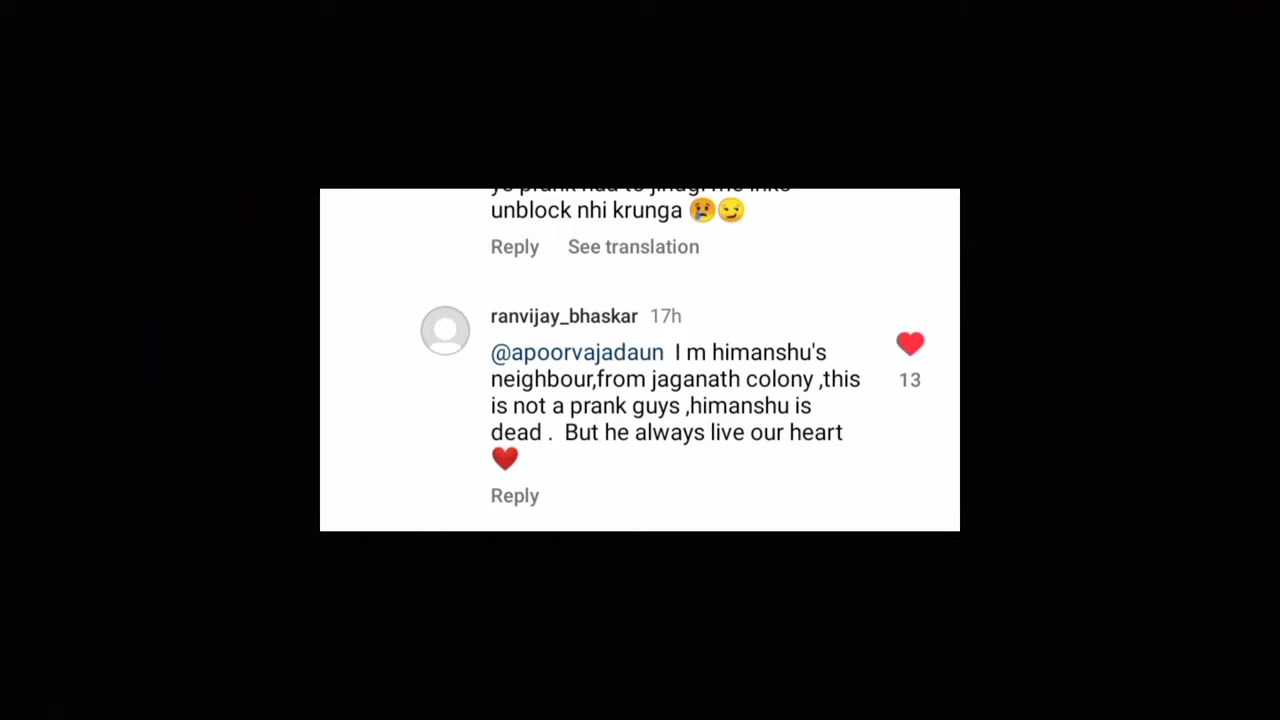 unblock nhi krunga 😢😏
Reply See translation
ranvijay_bhaskar 17h
@apoorvajadaun I m himanshu's
neighbour,from jaganath colony ,this
is not a prank guys ,himanshu is
dead . But he always live our heart
❤️
13
Reply